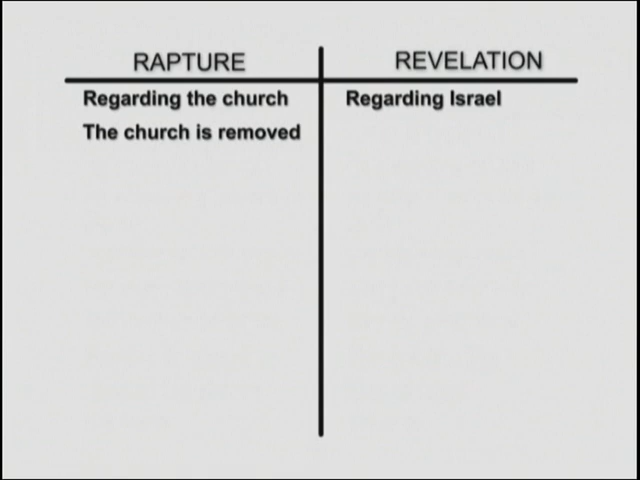 RAPTURE
REVELATION
Regarding the church
Regarding Israel
The church is removed